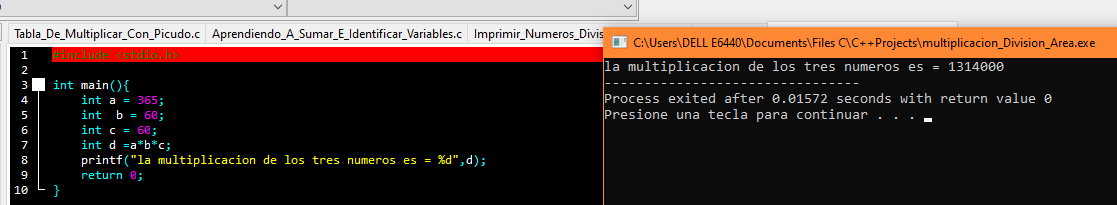 Tabla_De_Multiplicar_Con_Picudo.c Aprendiendo_A_Sumar_E_Identificar_Variables.c Imprimir_Numeros_Divis
1 #include <stdio.h>
2
3 int main(){
4 int a = 365;
5 int  b = 60;
6 int c = 60;
7 int d =a*b*c;
8 printf("la multiplicacion de los tres numeros es = %d",d);
9 return 0;
10 }
C:\Users\DELL E6440\Documents\Files C\C++Projects\multiplicacion_Division_Area.exe
la multiplicacion de los tres numeros es = 1314000
--------------------------------
Process exited after 0.01572 seconds with return value 0
Presione una tecla para continuar . . .